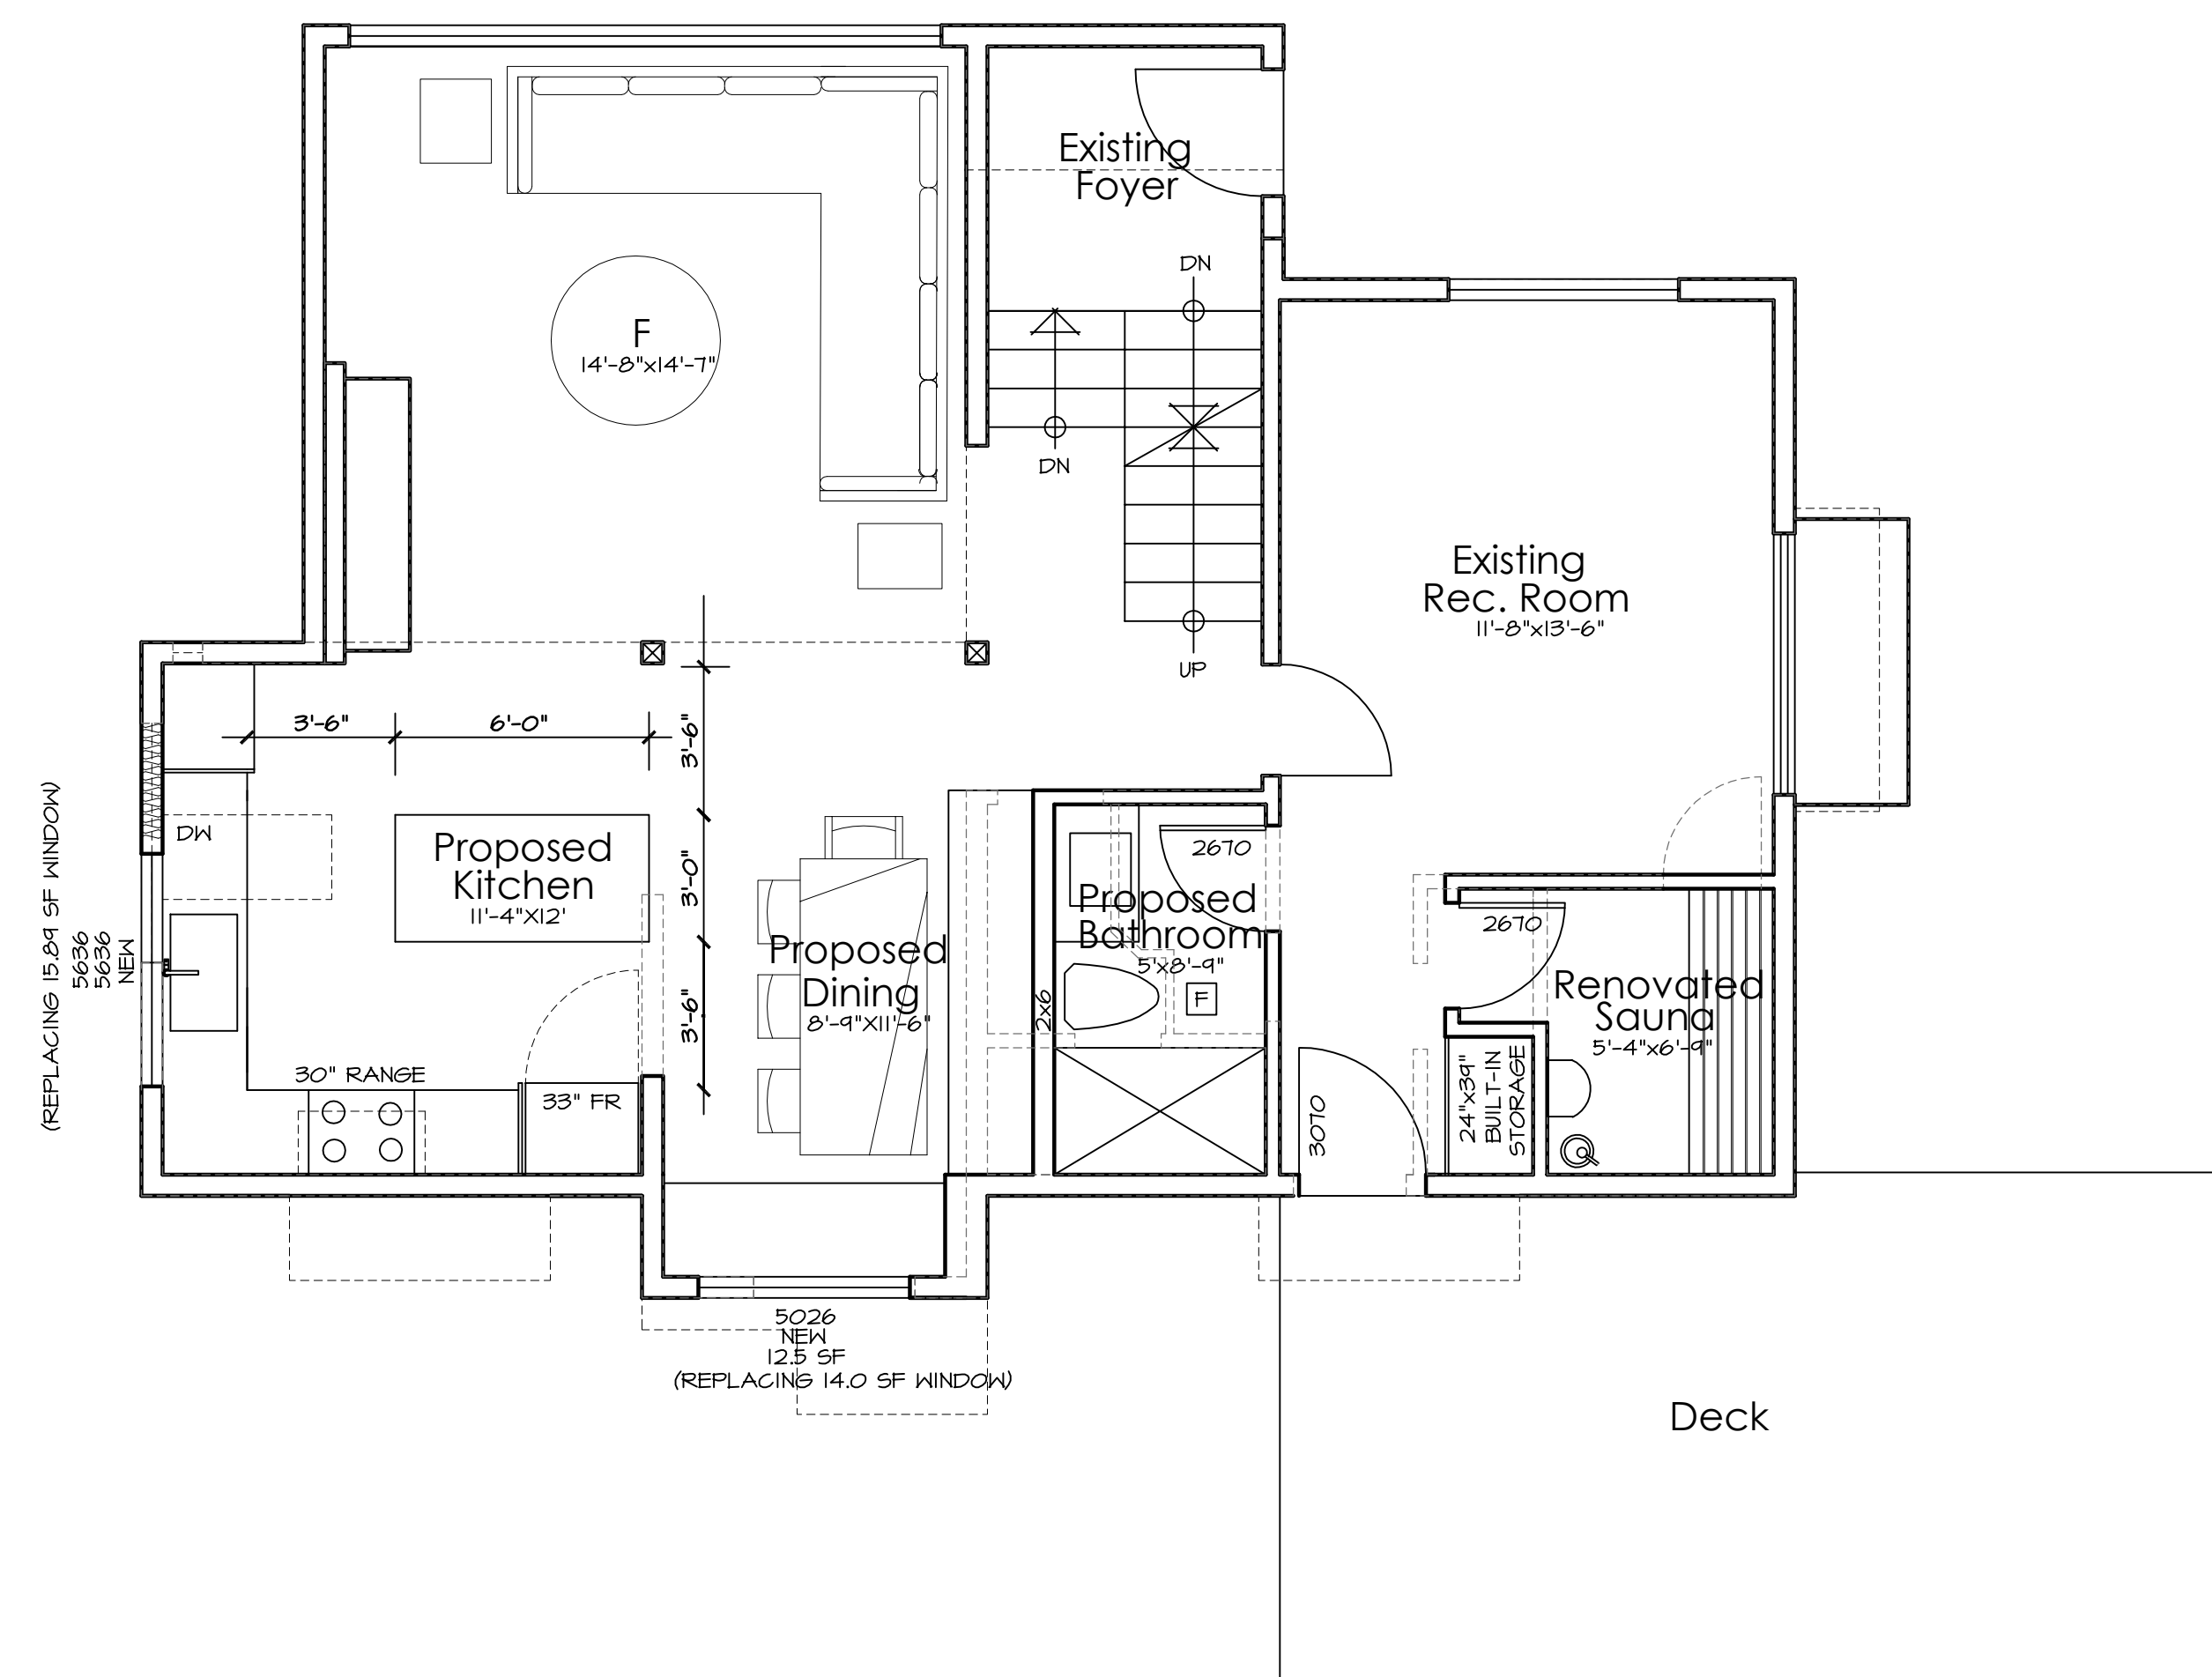 Existing
Foyer
DN
F
14'-8"x14'-7"
DN
Existing
Rec. Room
11'-8"x13'-6"
UP
3'-6"
6'-0"
3'-6"
DW
Proposed
Kitchen
11'-4"X12'
3'-0"
3'-6"
2670
Proposed
Bathroom
5'x8'-9"
F
2x6
Proposed
Dining
8'-9"X11'-6"
2670
Renovated
Sauna
5'-4"x6'-9"
24"x39"
BUILT-IN
STORAGE
3070
(REPLACING 15.89 SF WINDOW)
5636
5636
NEW
30" RANGE
33" FR
5026
NEW
12.5 SF
(REPLACING 14.0 SF WINDOW)
Deck